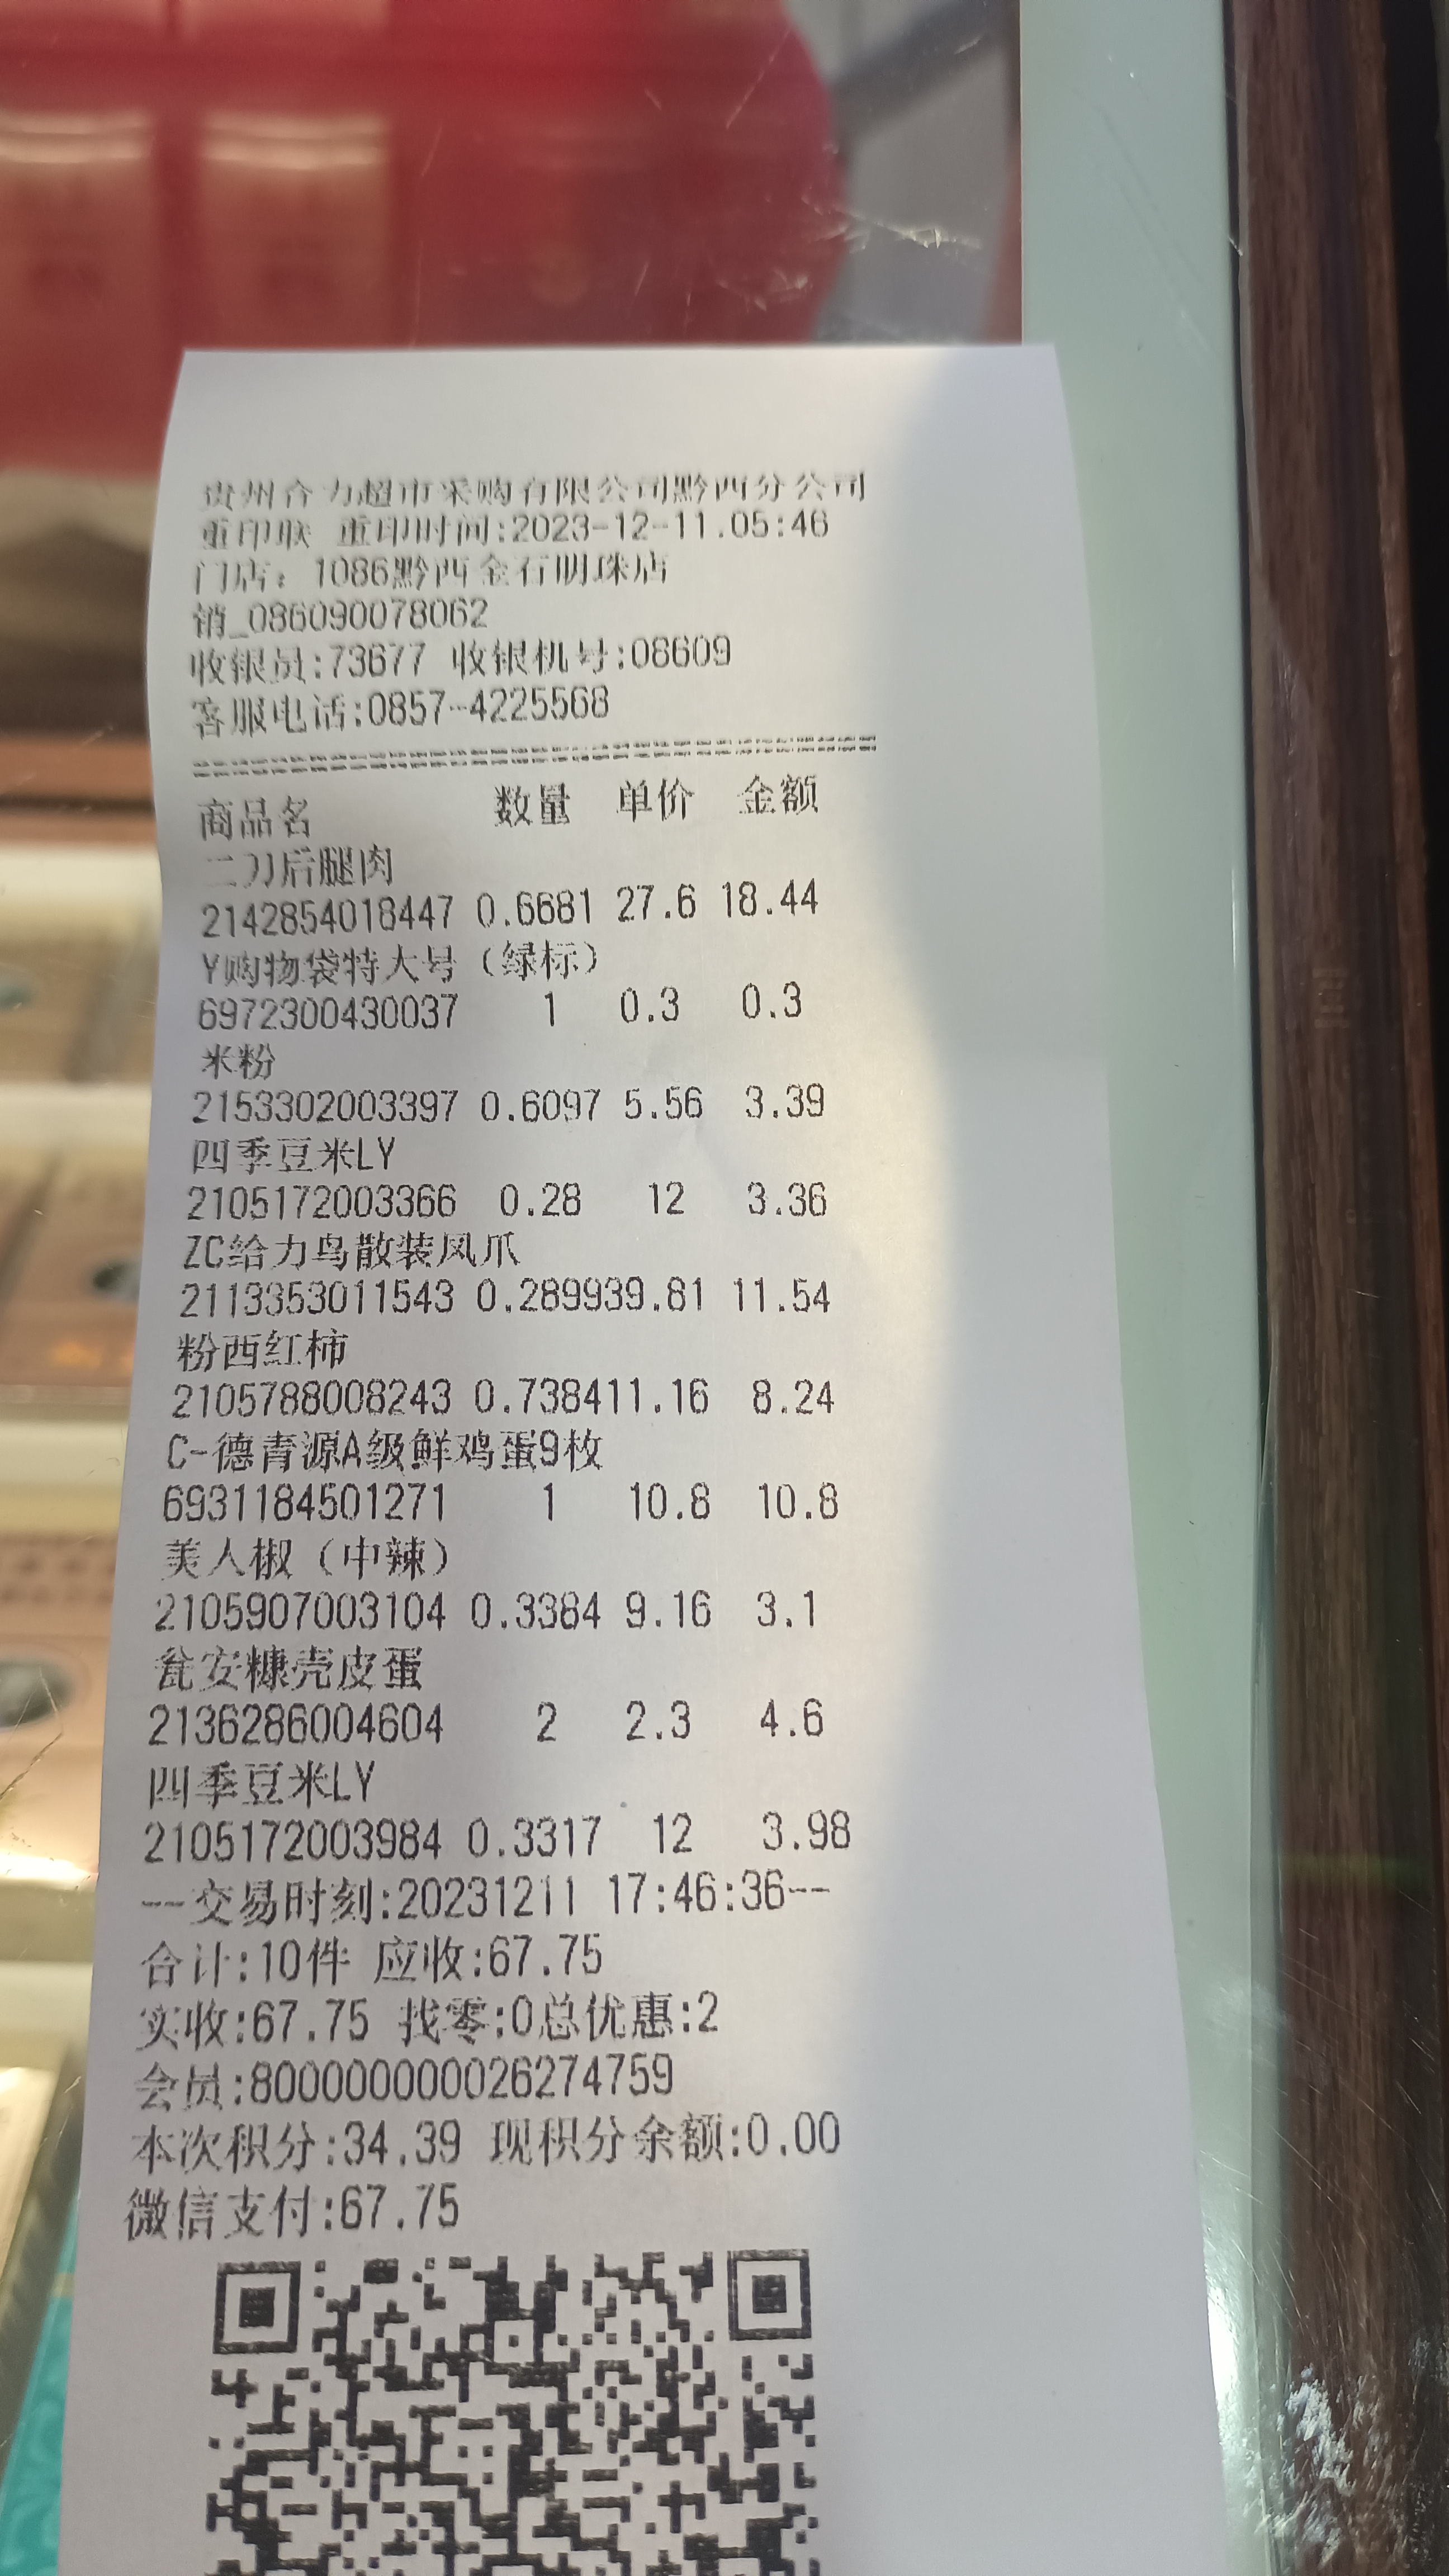 贵州合力超市采购有限公司黔西分公司
重印联 重印时间:2023-12-11.05:46
门店：1086黔西金石明珠店
销_086090078062
收银员:73677 收银机号:08609
客服电话:0857-4225568
商品名 数量 单价 金额
二刀后腿肉
2142854018447 0.6681 27.6 18.44
Y购物袋特大号（绿标）
6972300430037 1 0.3 0.3
米粉
2153302003397 0.6097 5.56 3.39
四季豆米LY
2105172003366 0.28 12 3.36
ZC给力鸟散装凤爪
2113353011543 0.289939.81 11.54
粉西红柿
2105788008243 0.738411.16 8.24
C-德青源A级鲜鸡蛋9枚
6931184501271 1 10.8 10.8
美人椒（中辣）
2105907003104 0.3384 9.16 3.1
瓮安糠壳皮蛋
2136286004604 2 2.3 4.6
四季豆米LY
2105172003984 0.3317 12 3.98
--交易时刻:20231211 17:46:36--
合计:10件 应收:67.75
实收:67.75 找零:0总优惠:2
会员:800000000026274759
本次积分:34.39 现积分余额:0.00
微信支付:67.75